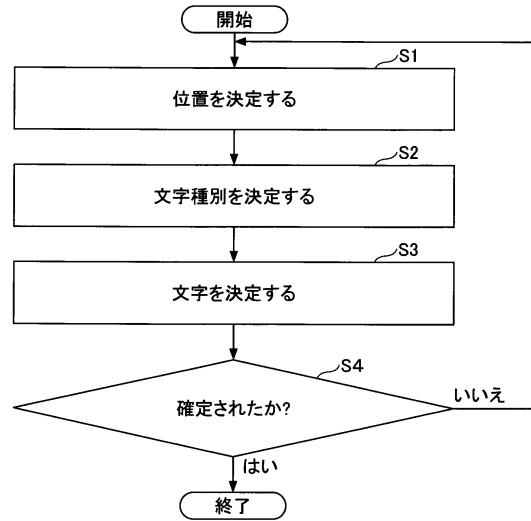 開始
S1
位置を決定する
S2
文字種別を決定する
S3
文字を決定する
S4
確定されたか?
いいえ
はい
終了